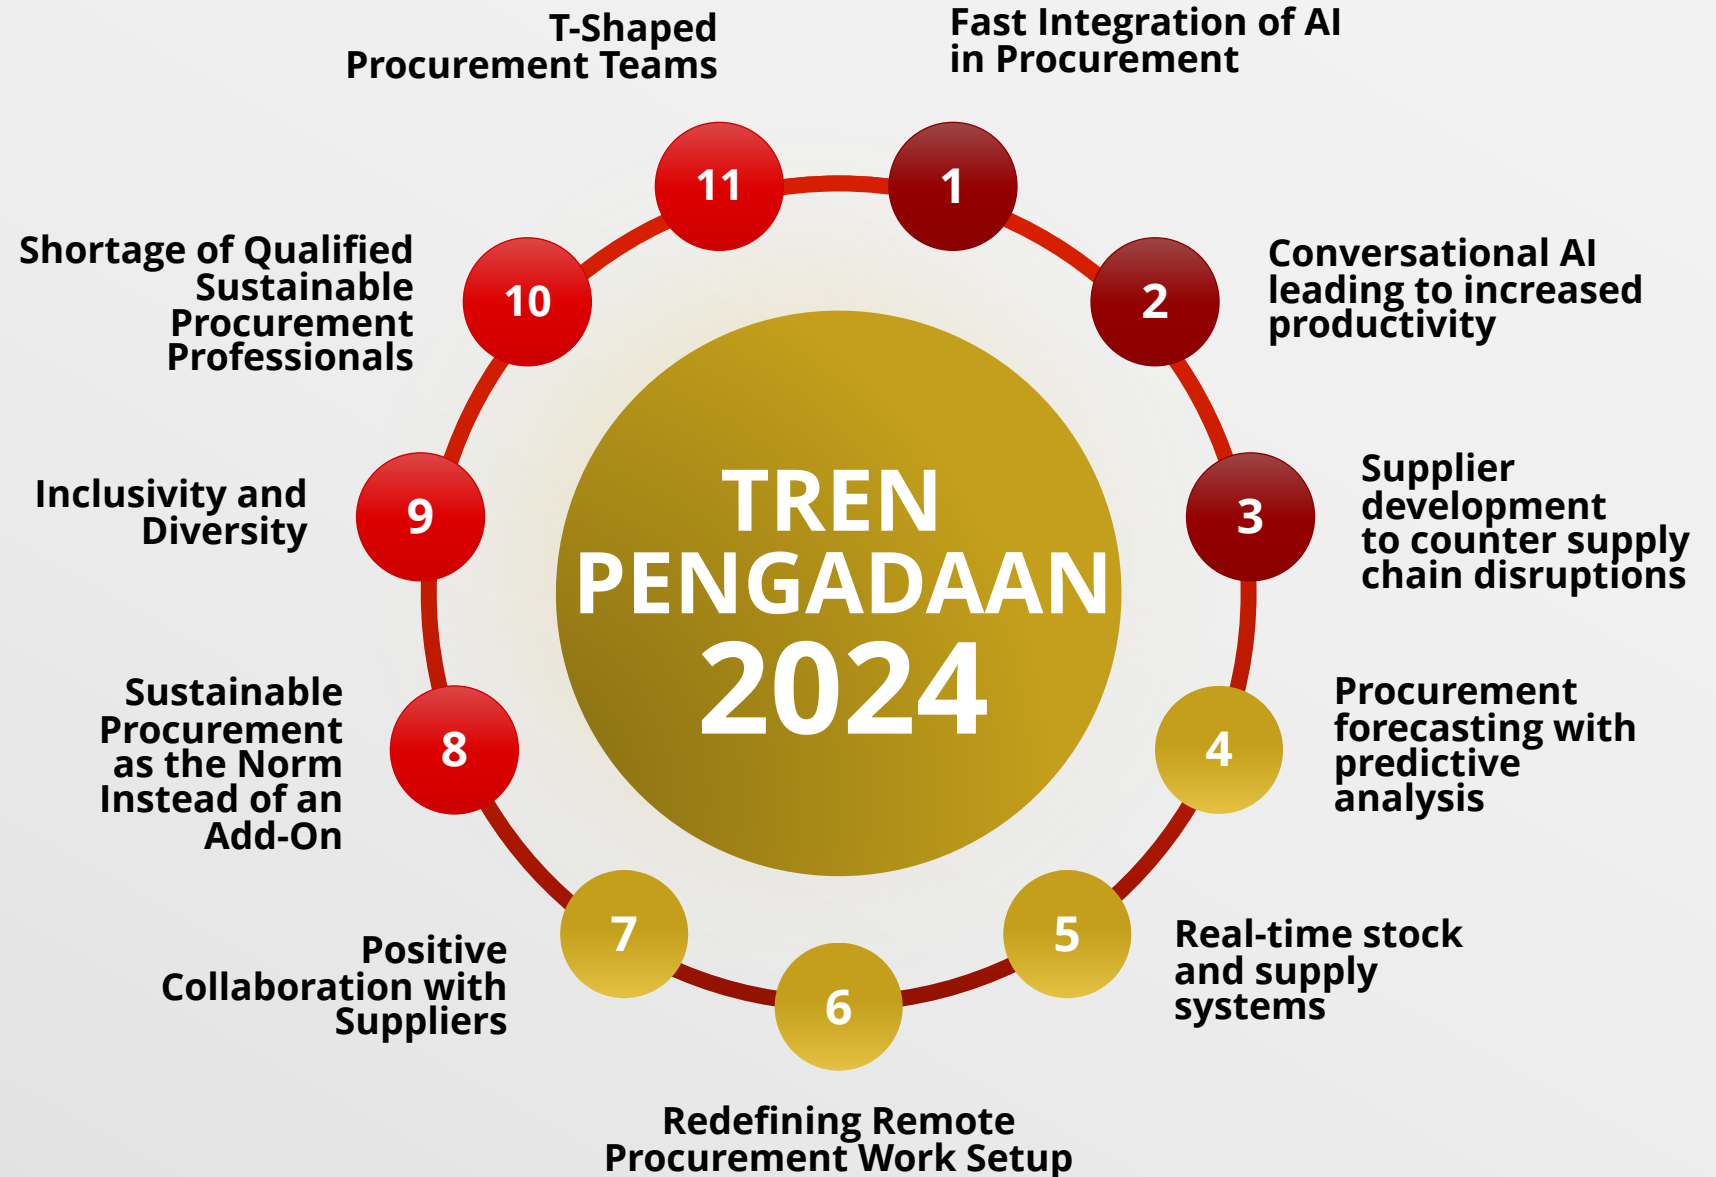 TREN
PENGADAAN
2024
1
Fast Integration of AI
in Procurement
2
Conversational AI
leading to increased
productivity
3
Supplier
development
to counter supply
chain disruptions
4
Procurement
forecasting with
predictive
analysis
5
Real-time stock
and supply
systems
6
Redefining Remote
Procurement Work Setup
7
Positive
Collaboration with
Suppliers
8
Sustainable
Procurement
as the Norm
Instead of an
Add-On
9
Inclusivity and
Diversity
10
Shortage of Qualified
Sustainable
Procurement
Professionals
11
T-Shaped
Procurement Teams